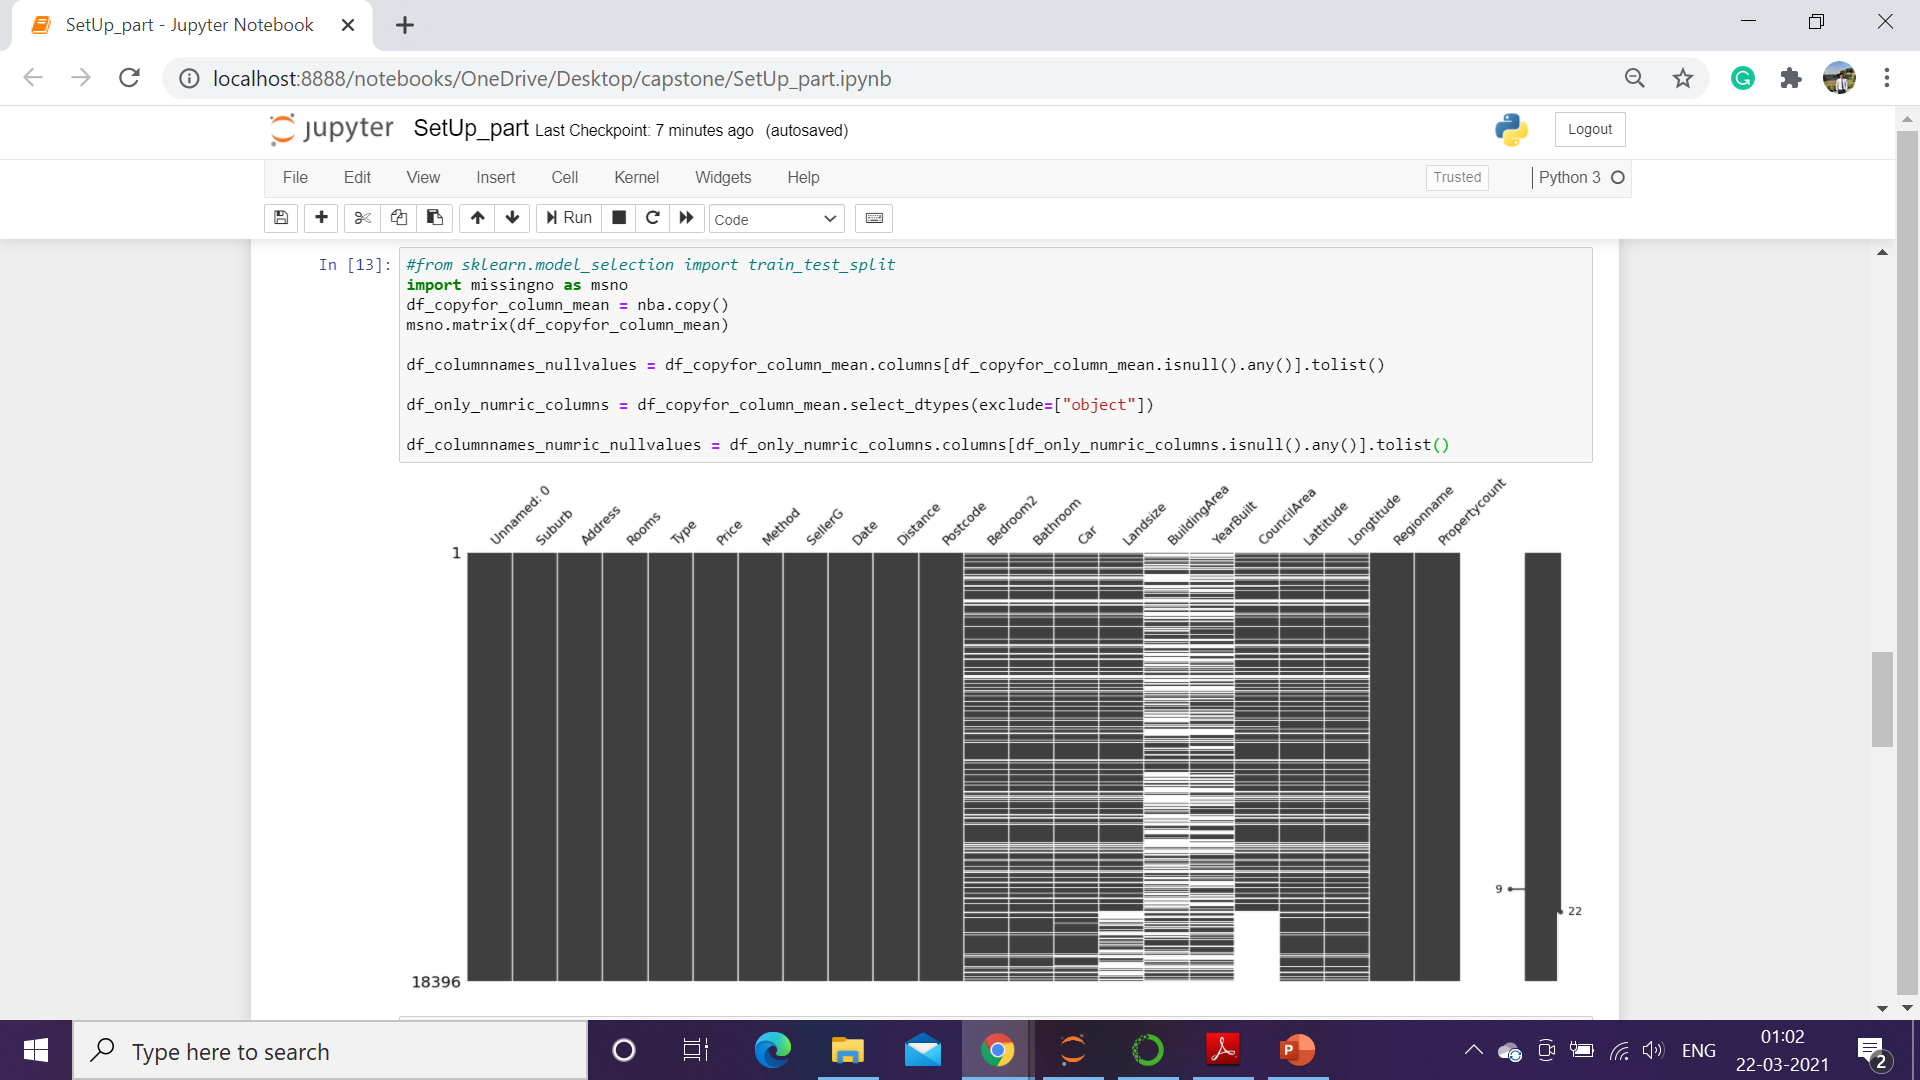 SetUp_part - Jupyter Notebook
localhost:8888/notebooks/OneDrive/Desktop/capstone/SetUp_part.ipynb
jupyter SetUp_part Last Checkpoint: 7 minutes ago (autosaved)
Logout
File Edit View Insert Cell Kernel Widgets Help
Trusted
Python 3
Run
Code
In [13]:
#from sklearn.model_selection import train_test_split
import missingno as msno
df_copyfor_column_mean = nba.copy()
msno.matrix(df_copyfor_column_mean)
df_columnnames_nullvalues = df_copyfor_column_mean.columns[df_copyfor_column_mean.isnull().any()].tolist()
df_only_numric_columns = df_copyfor_column_mean.select_dtypes(exclude=["object"])
df_columnnames_numric_nullvalues = df_only_numric_columns.columns[df_only_numric_columns.isnull().any()].tolist()
Unnamed: 0
Suburb
Address
Rooms
Type
Price
Method
SellerG
Date
Distance
Postcode
Bedroom2
Bathroom
Car
Landsize
BuildingArea
YearBuilt
CouncilArea
Lattitude
Longtitude
Regionname
Propertycount
1
9
22
18396
Type here to search
P
ENG
01:02
22-03-2021
2